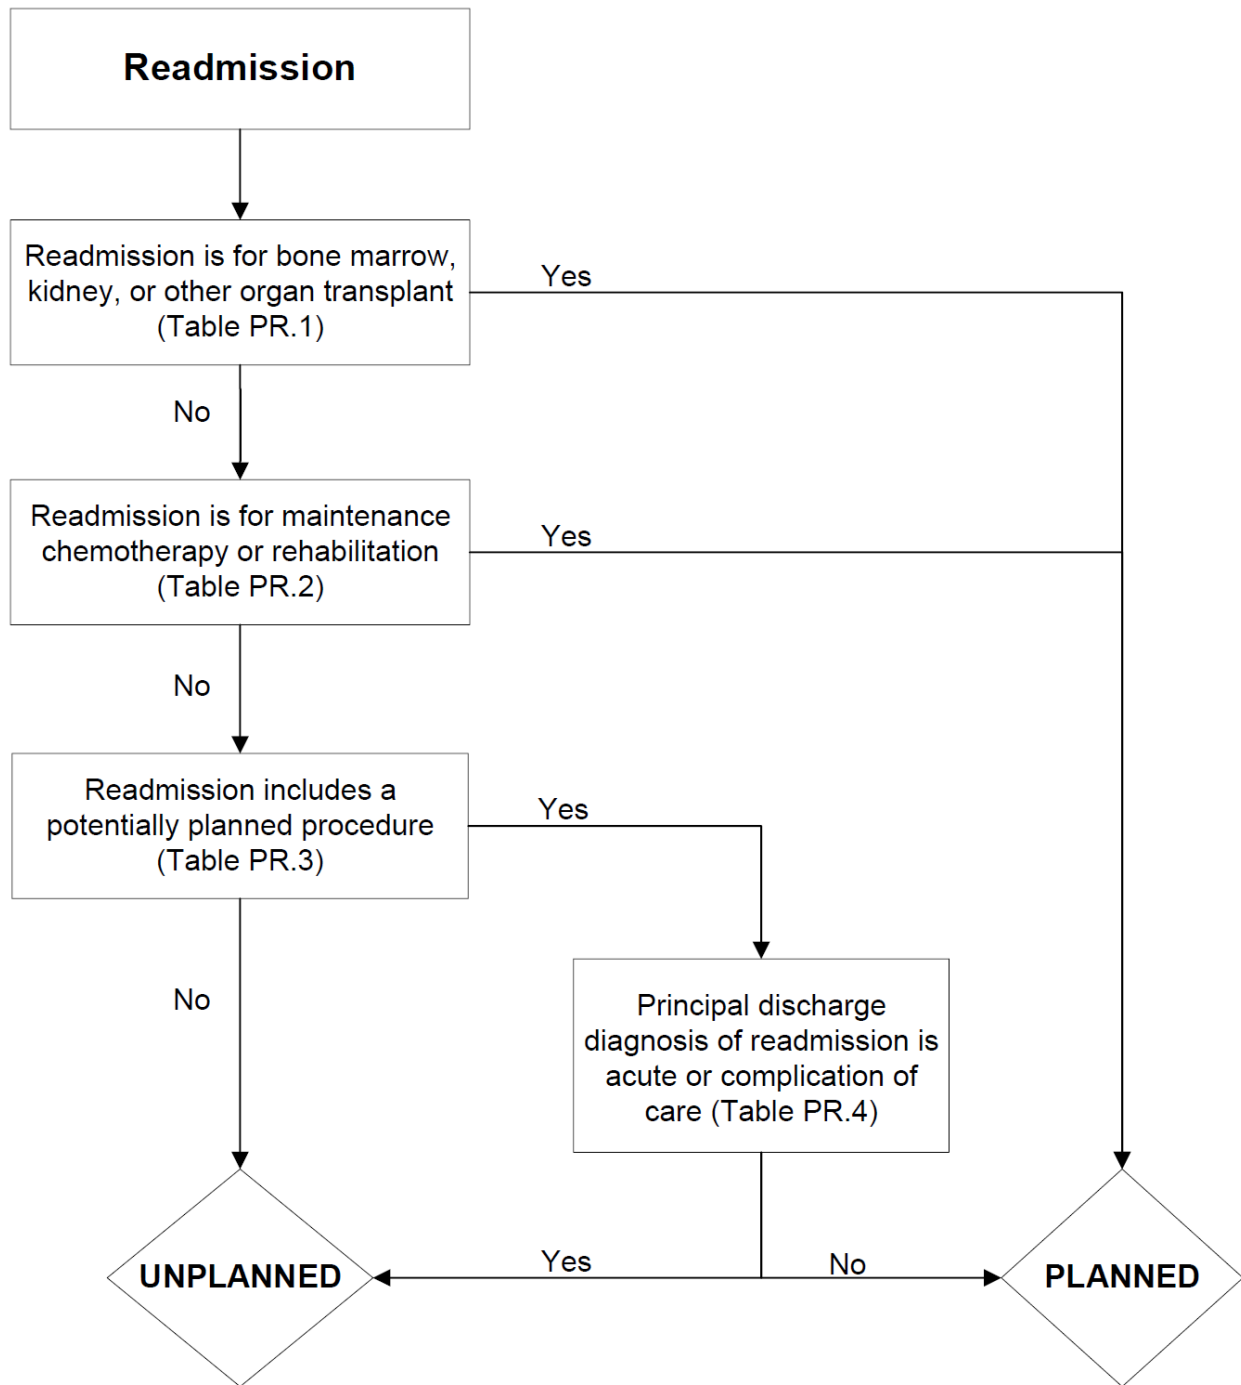 Readmission
Readmission is for bone marrow,
kidney, or other organ transplant
(Table PR.1)
Yes
No
Readmission is for maintenance
chemotherapy or rehabilitation
(Table PR.2)
Yes
No
Readmission includes a
potentially planned procedure
(Table PR.3)
Yes
No
Principal discharge
diagnosis of readmission is
acute or complication of
care (Table PR.4)
UNPLANNED
Yes
No
PLANNED